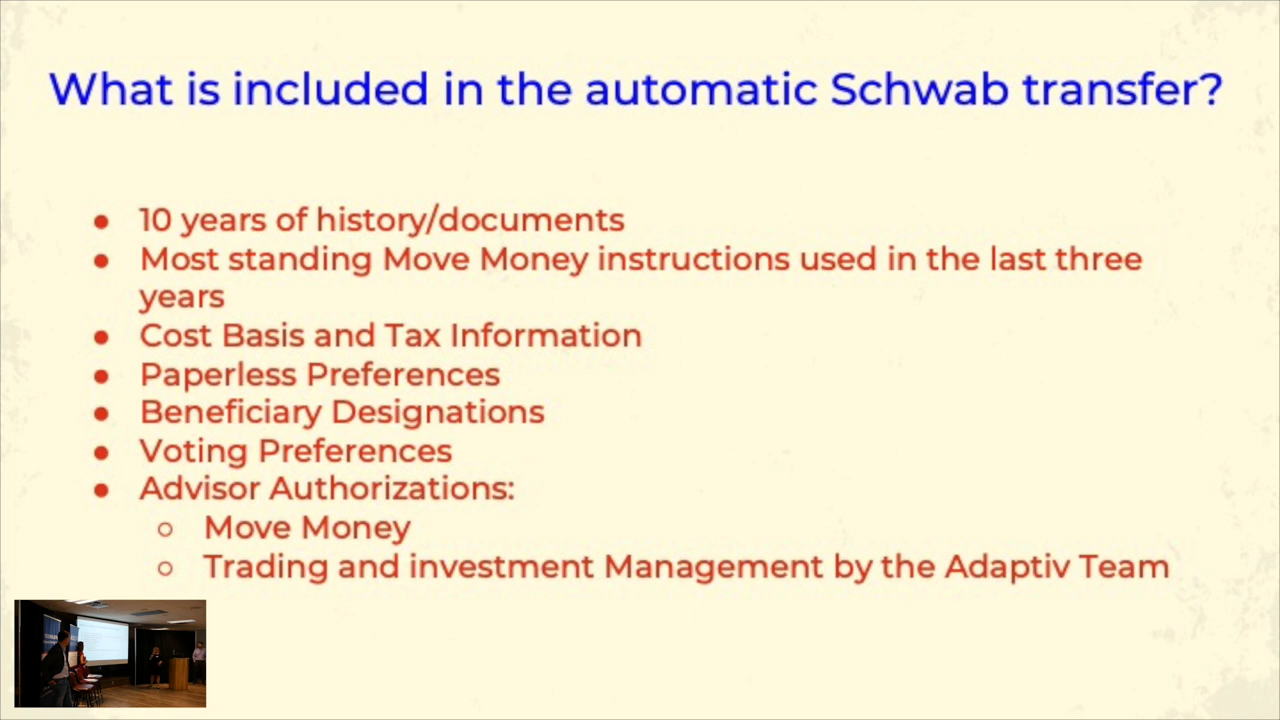 What is included in the automatic Schwab transfer?
● 10 years of history/documents
● Most standing Move Money instructions used in the last three
years
● Cost Basis and Tax Information
● Paperless Preferences
● Beneficiary Designations
● Voting Preferences
● Advisor Authorizations:
○ Move Money
○ Trading and investment Management by the Adaptiv Team